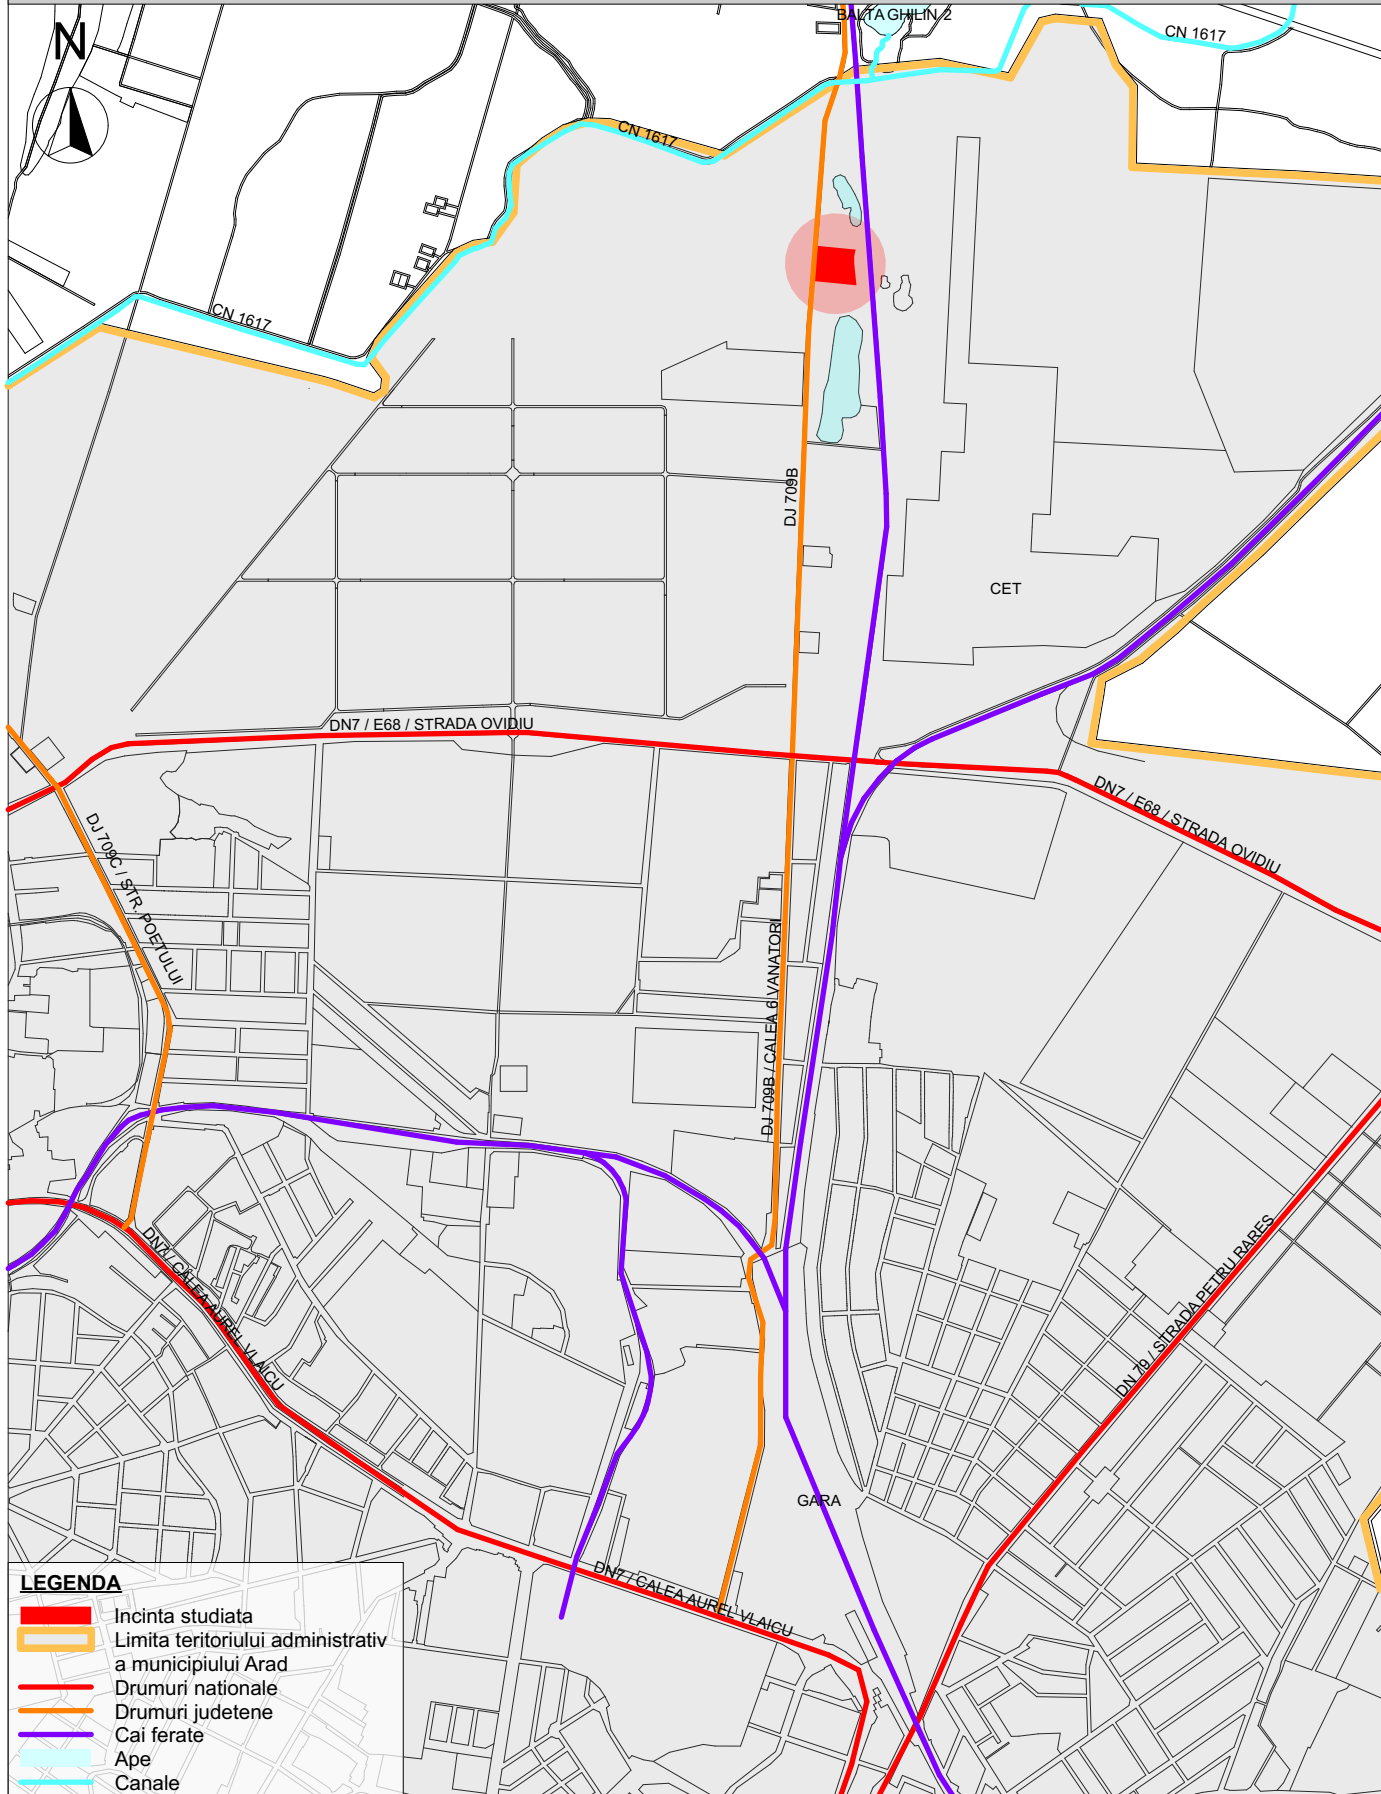 BALTA GHILIN 2
CN 1617
N
CN 1617
CN 1617
DJ 709B
CET
DN7 / E68 / STRADA OVIDIU
DN7 / E68 / STRADA OVIDIU
DJ 709C / STR. POETULUI
DJ 709B / CALEA 6 VANATORI
DN7 / CALEA AUREL VLAICU
DN 79 / STRADA PETRU RARES
GARA
DN7 / CALEA AUREL VLAICU
LEGENDA
Incinta studiata
Limita teritoriului administrativ
a municipiului Arad
Drumuri nationale
Drumuri judetene
Cai ferate
Ape
Canale